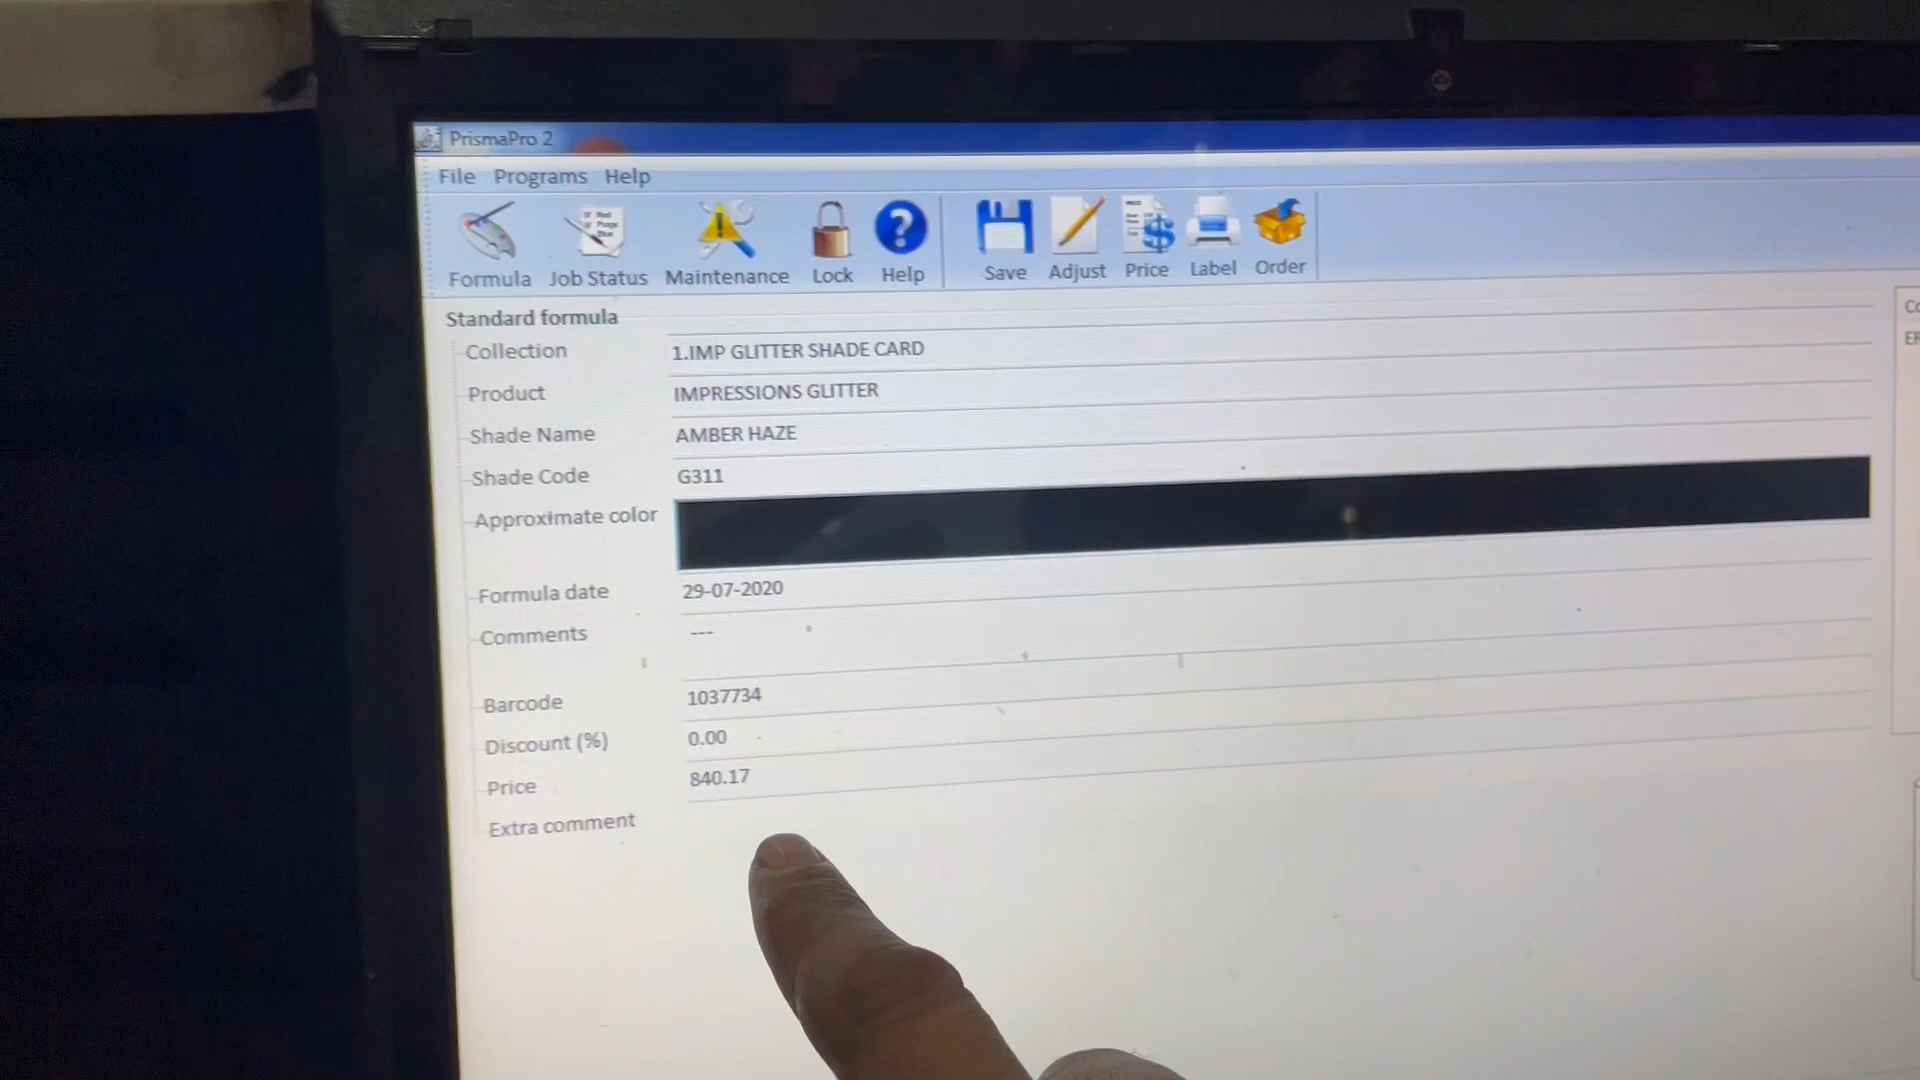 PrismaPro 2
File Programs Help
Formula Job Status Maintenance Lock Help Save Adjust Price Label Order
Standard formula
Collection 1.IMP GLITTER SHADE CARD
Product IMPRESSIONS GLITTER
Shade Name AMBER HAZE
Shade Code G311
Approximate color
Formula date 29-07-2020
Comments ---
Barcode 1037734
Discount (%) 0.00
Price 840.17
Extra comment